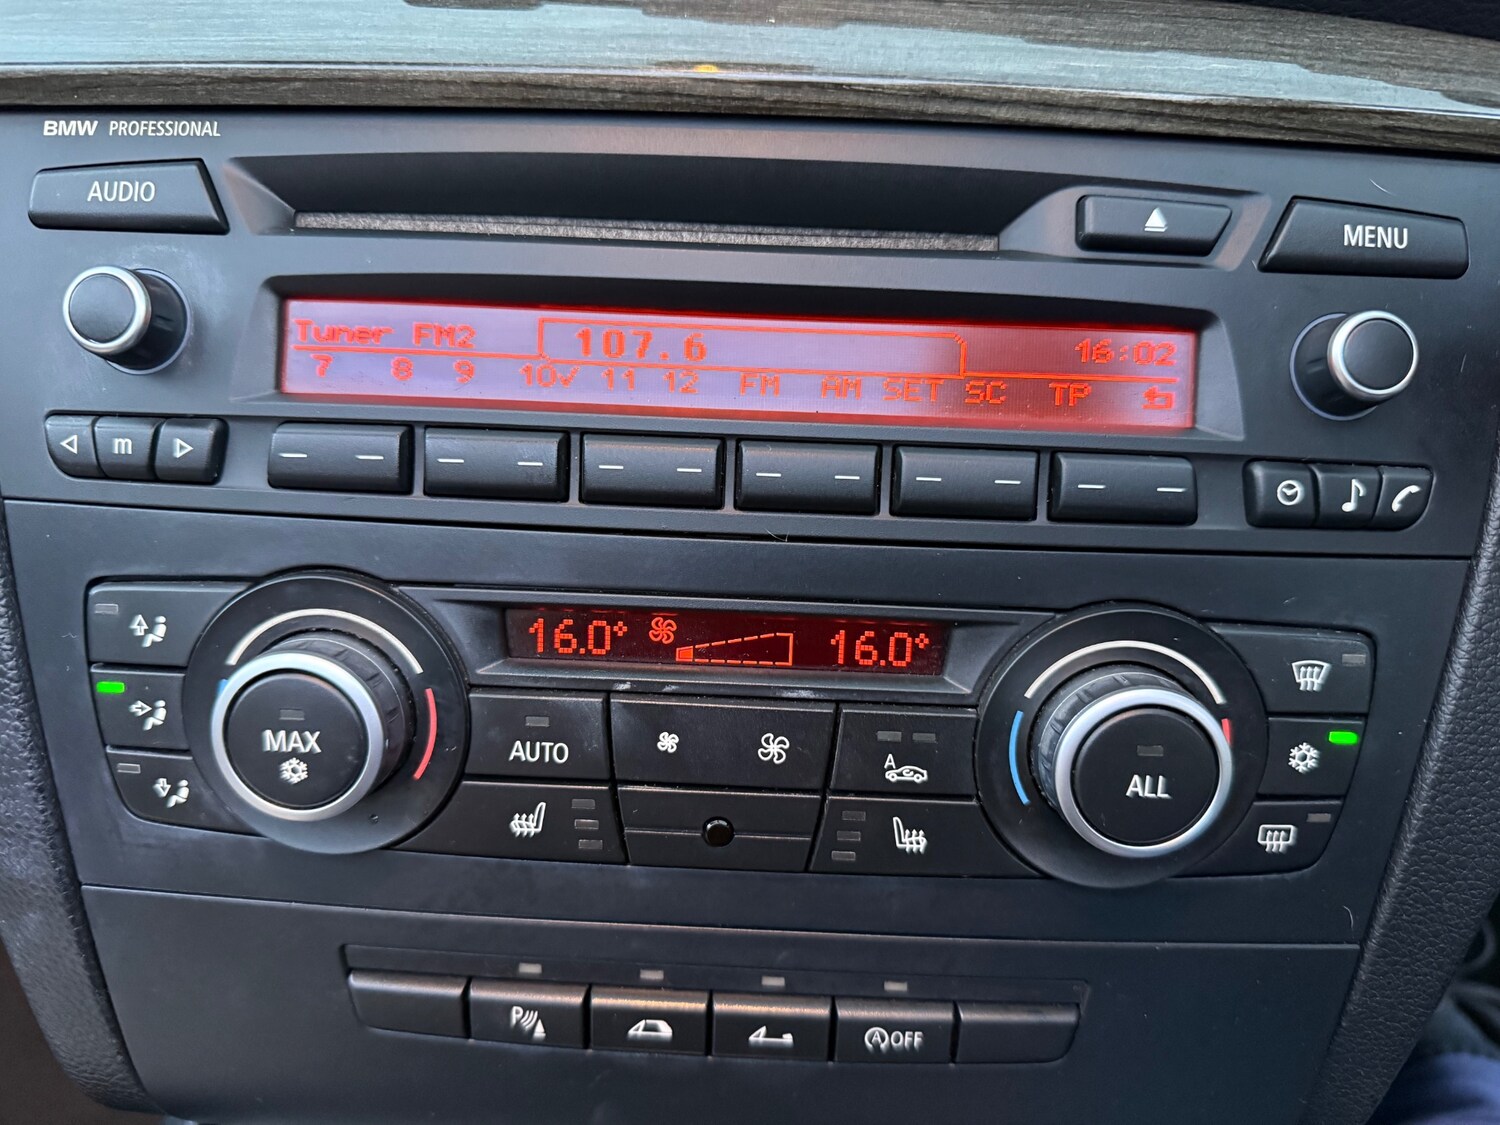 BMW PROFESSIONAL
AUDIO
MENU
Tuner FM2 107.6 16:02
7 8 9 10✓ 11 12 FM AM SET SC TP
m
16.0° 16.0°
MAX
AUTO
A
ALL
P
A OFF